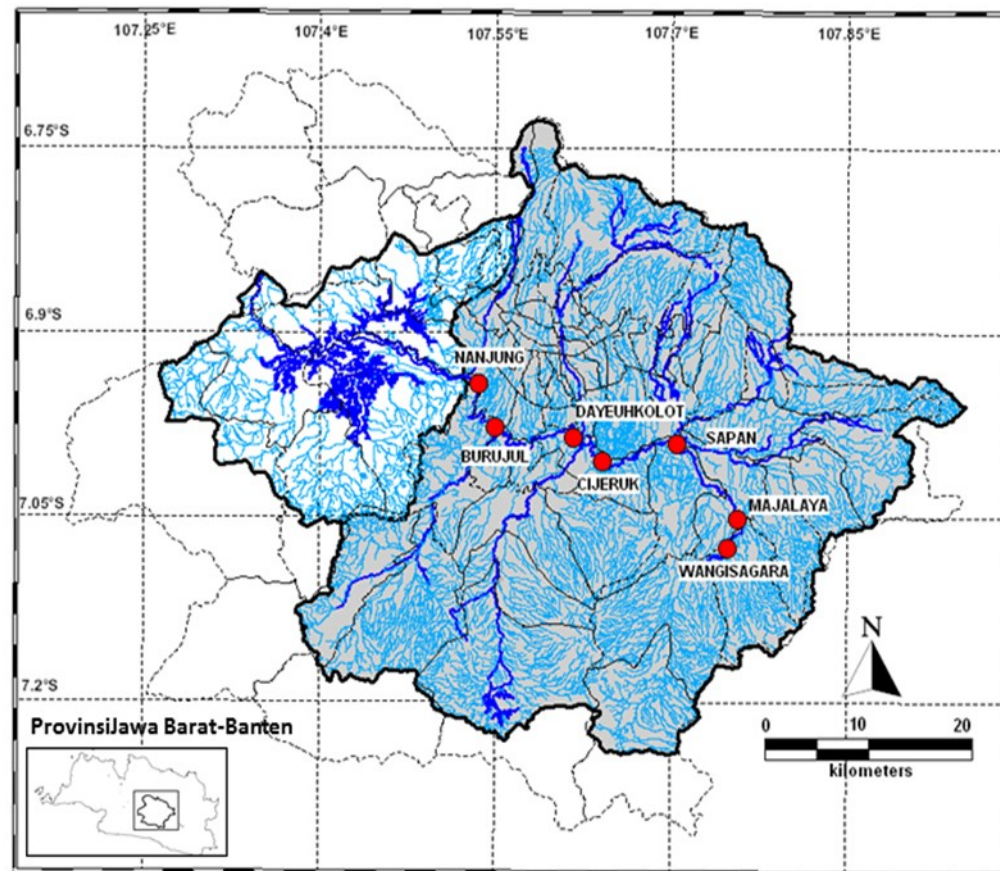 107.25°E
107.4°E
107.55°E
107.7°E
107.85°E
6.75°S
6.9°S
NANJUNG
DAYEUHKOLOT
BURUJUL
SAPAN
CIJERUK
7.05°S
MAJALAYA
WANGISAGARA
N
7.2°S
ProvinsiJawa Barat-Banten
0 10 20
kilometers